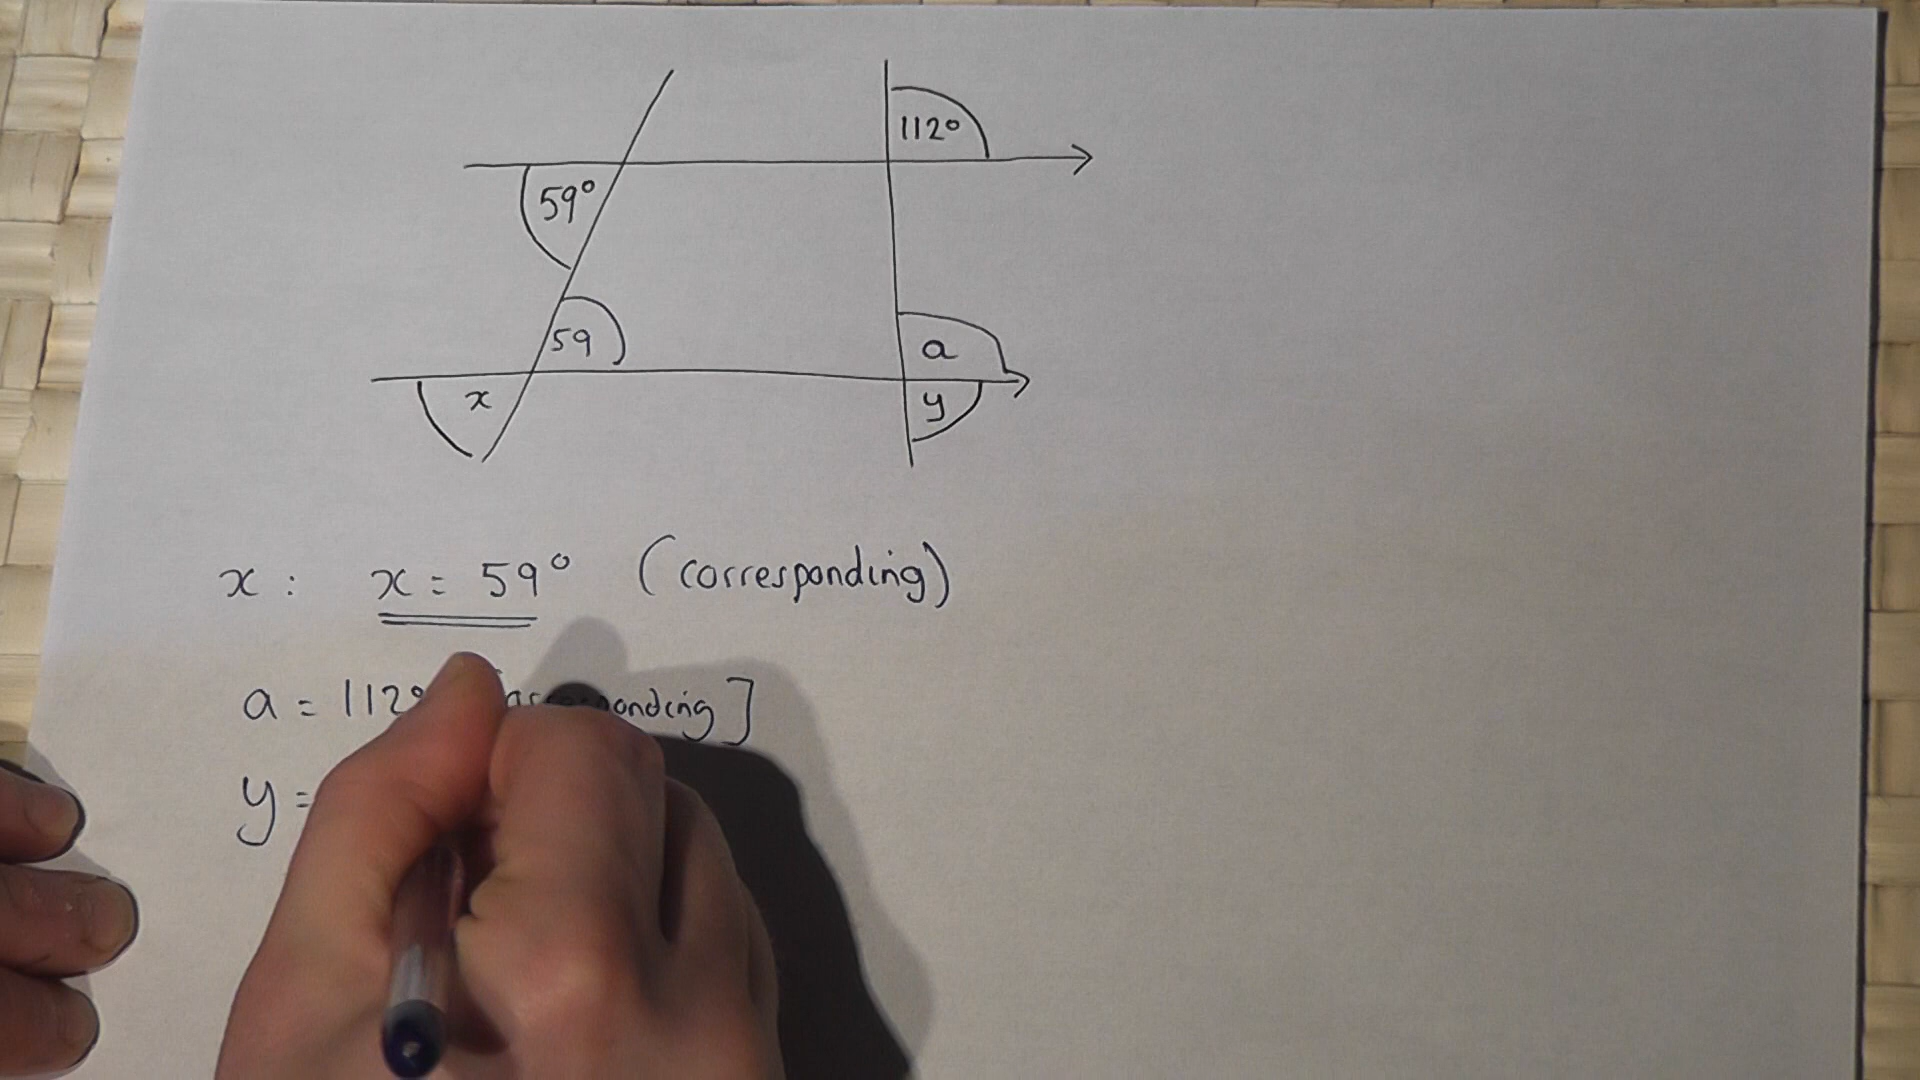 112°
59°
59
a
x
y
x : x = 59° (corresponding)
a = 112°
y =